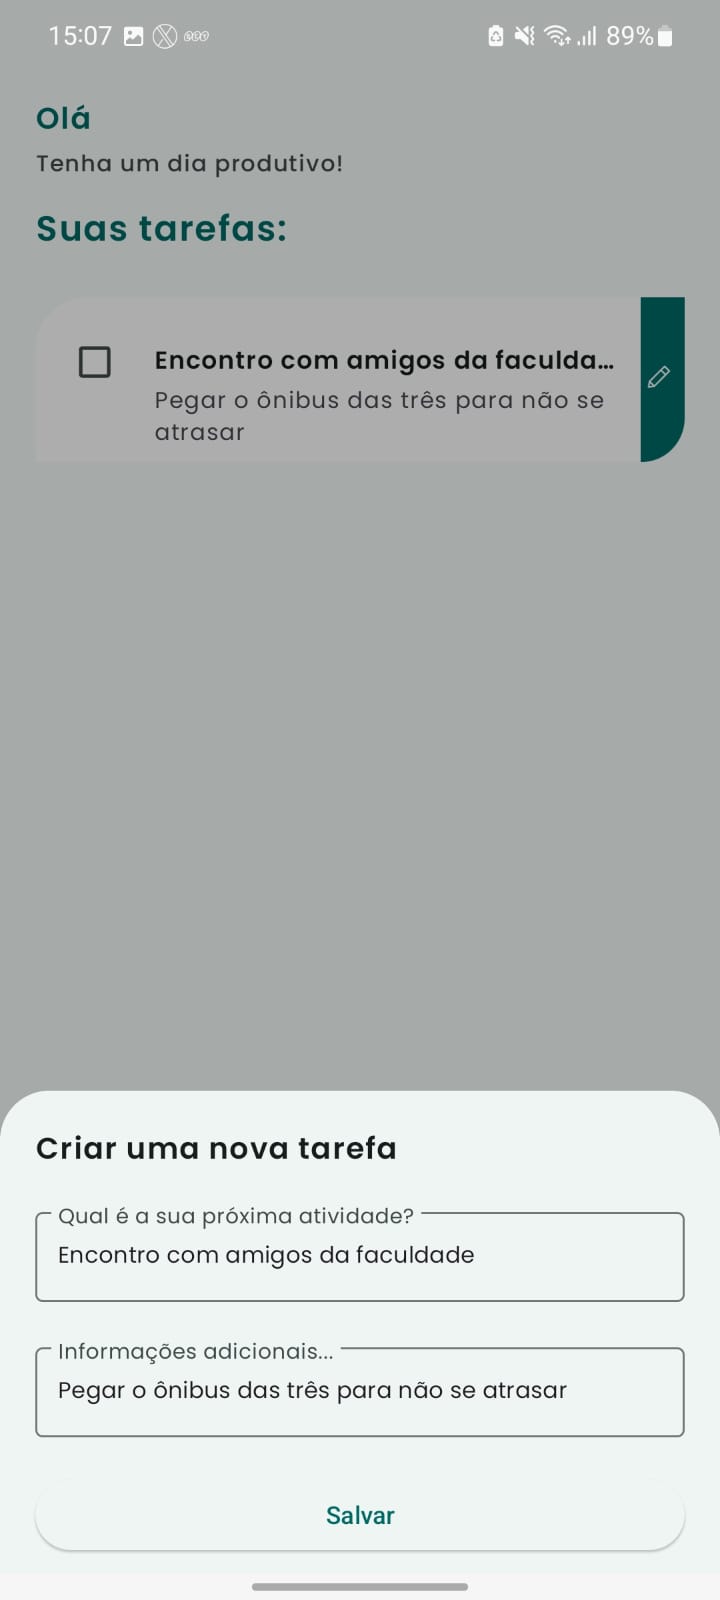 15:07
89%
Olá
Tenha um dia produtivo!
Suas tarefas:
Encontro com amigos da faculda...
Pegar o ônibus das três para não se
atrasar
Criar uma nova tarefa
Qual é a sua próxima atividade?
Encontro com amigos da faculdade
Informações adicionais...
Pegar o ônibus das três para não se atrasar
Salvar